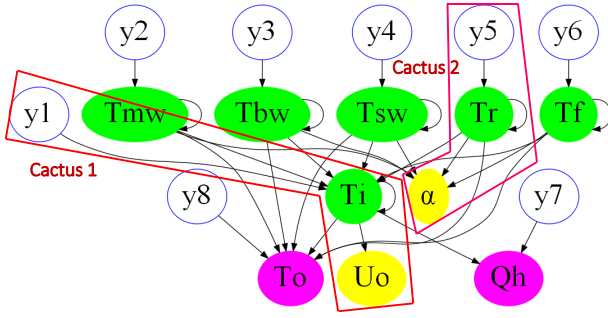 y2 y3 y4 y5 y6
Cactus 2
y1 Tmw Tbw Tsw Tr Tf
Cactus 1
y8 Ti α y7
To Uo Qh